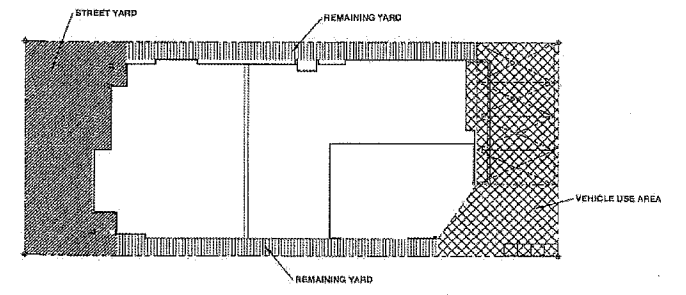 STREET YARD
REMAINING YARD
VEHICLE USE AREA
REMAINING YARD